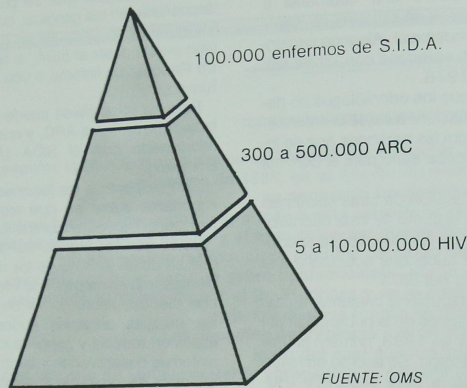 100.000 enfermos de S.I.D.A.
300 a 500.000 ARC
5 a 10.000.000 HIV
FUENTE: OMS